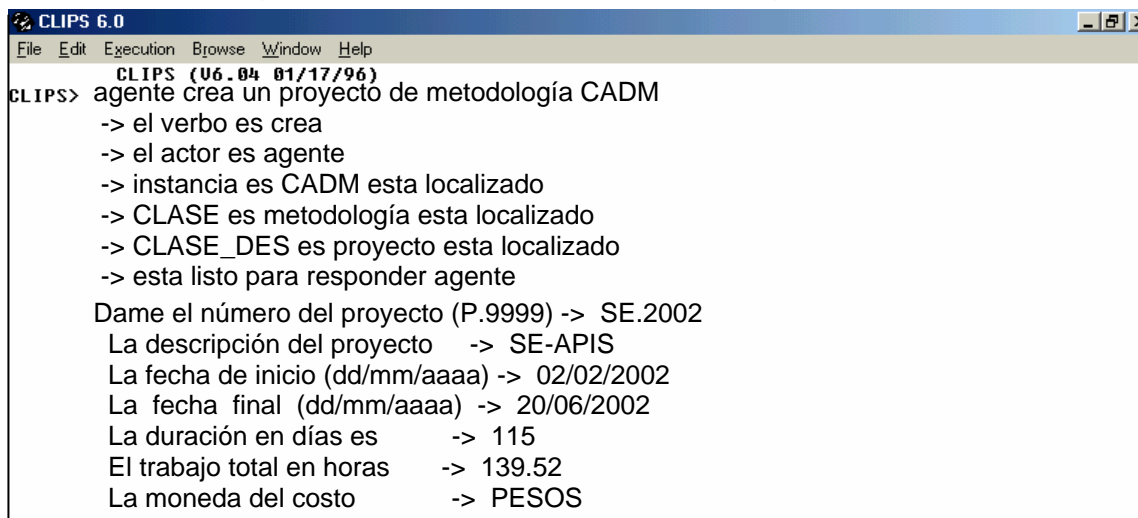 CLIPS 6.0
File Edit Execution Browse Window Help
CLIPS (V6.04 01/17/96)
CLIPS> agente crea un proyecto de metodología CADM
-> el verbo es crea
-> el actor es agente
-> instancia es CADM esta localizado
-> CLASE es metodología esta localizado
-> CLASE_DES es proyecto esta localizado
-> esta listo para responder agente
Dame el número del proyecto (P.9999) -> SE.2002
La descripción del proyecto -> SE-APIS
La fecha de inicio (dd/mm/aaaa) -> 02/02/2002
La fecha final (dd/mm/aaaa) -> 20/06/2002
La duración en días es -> 115
El trabajo total en horas -> 139.52
La moneda del costo -> PESOS